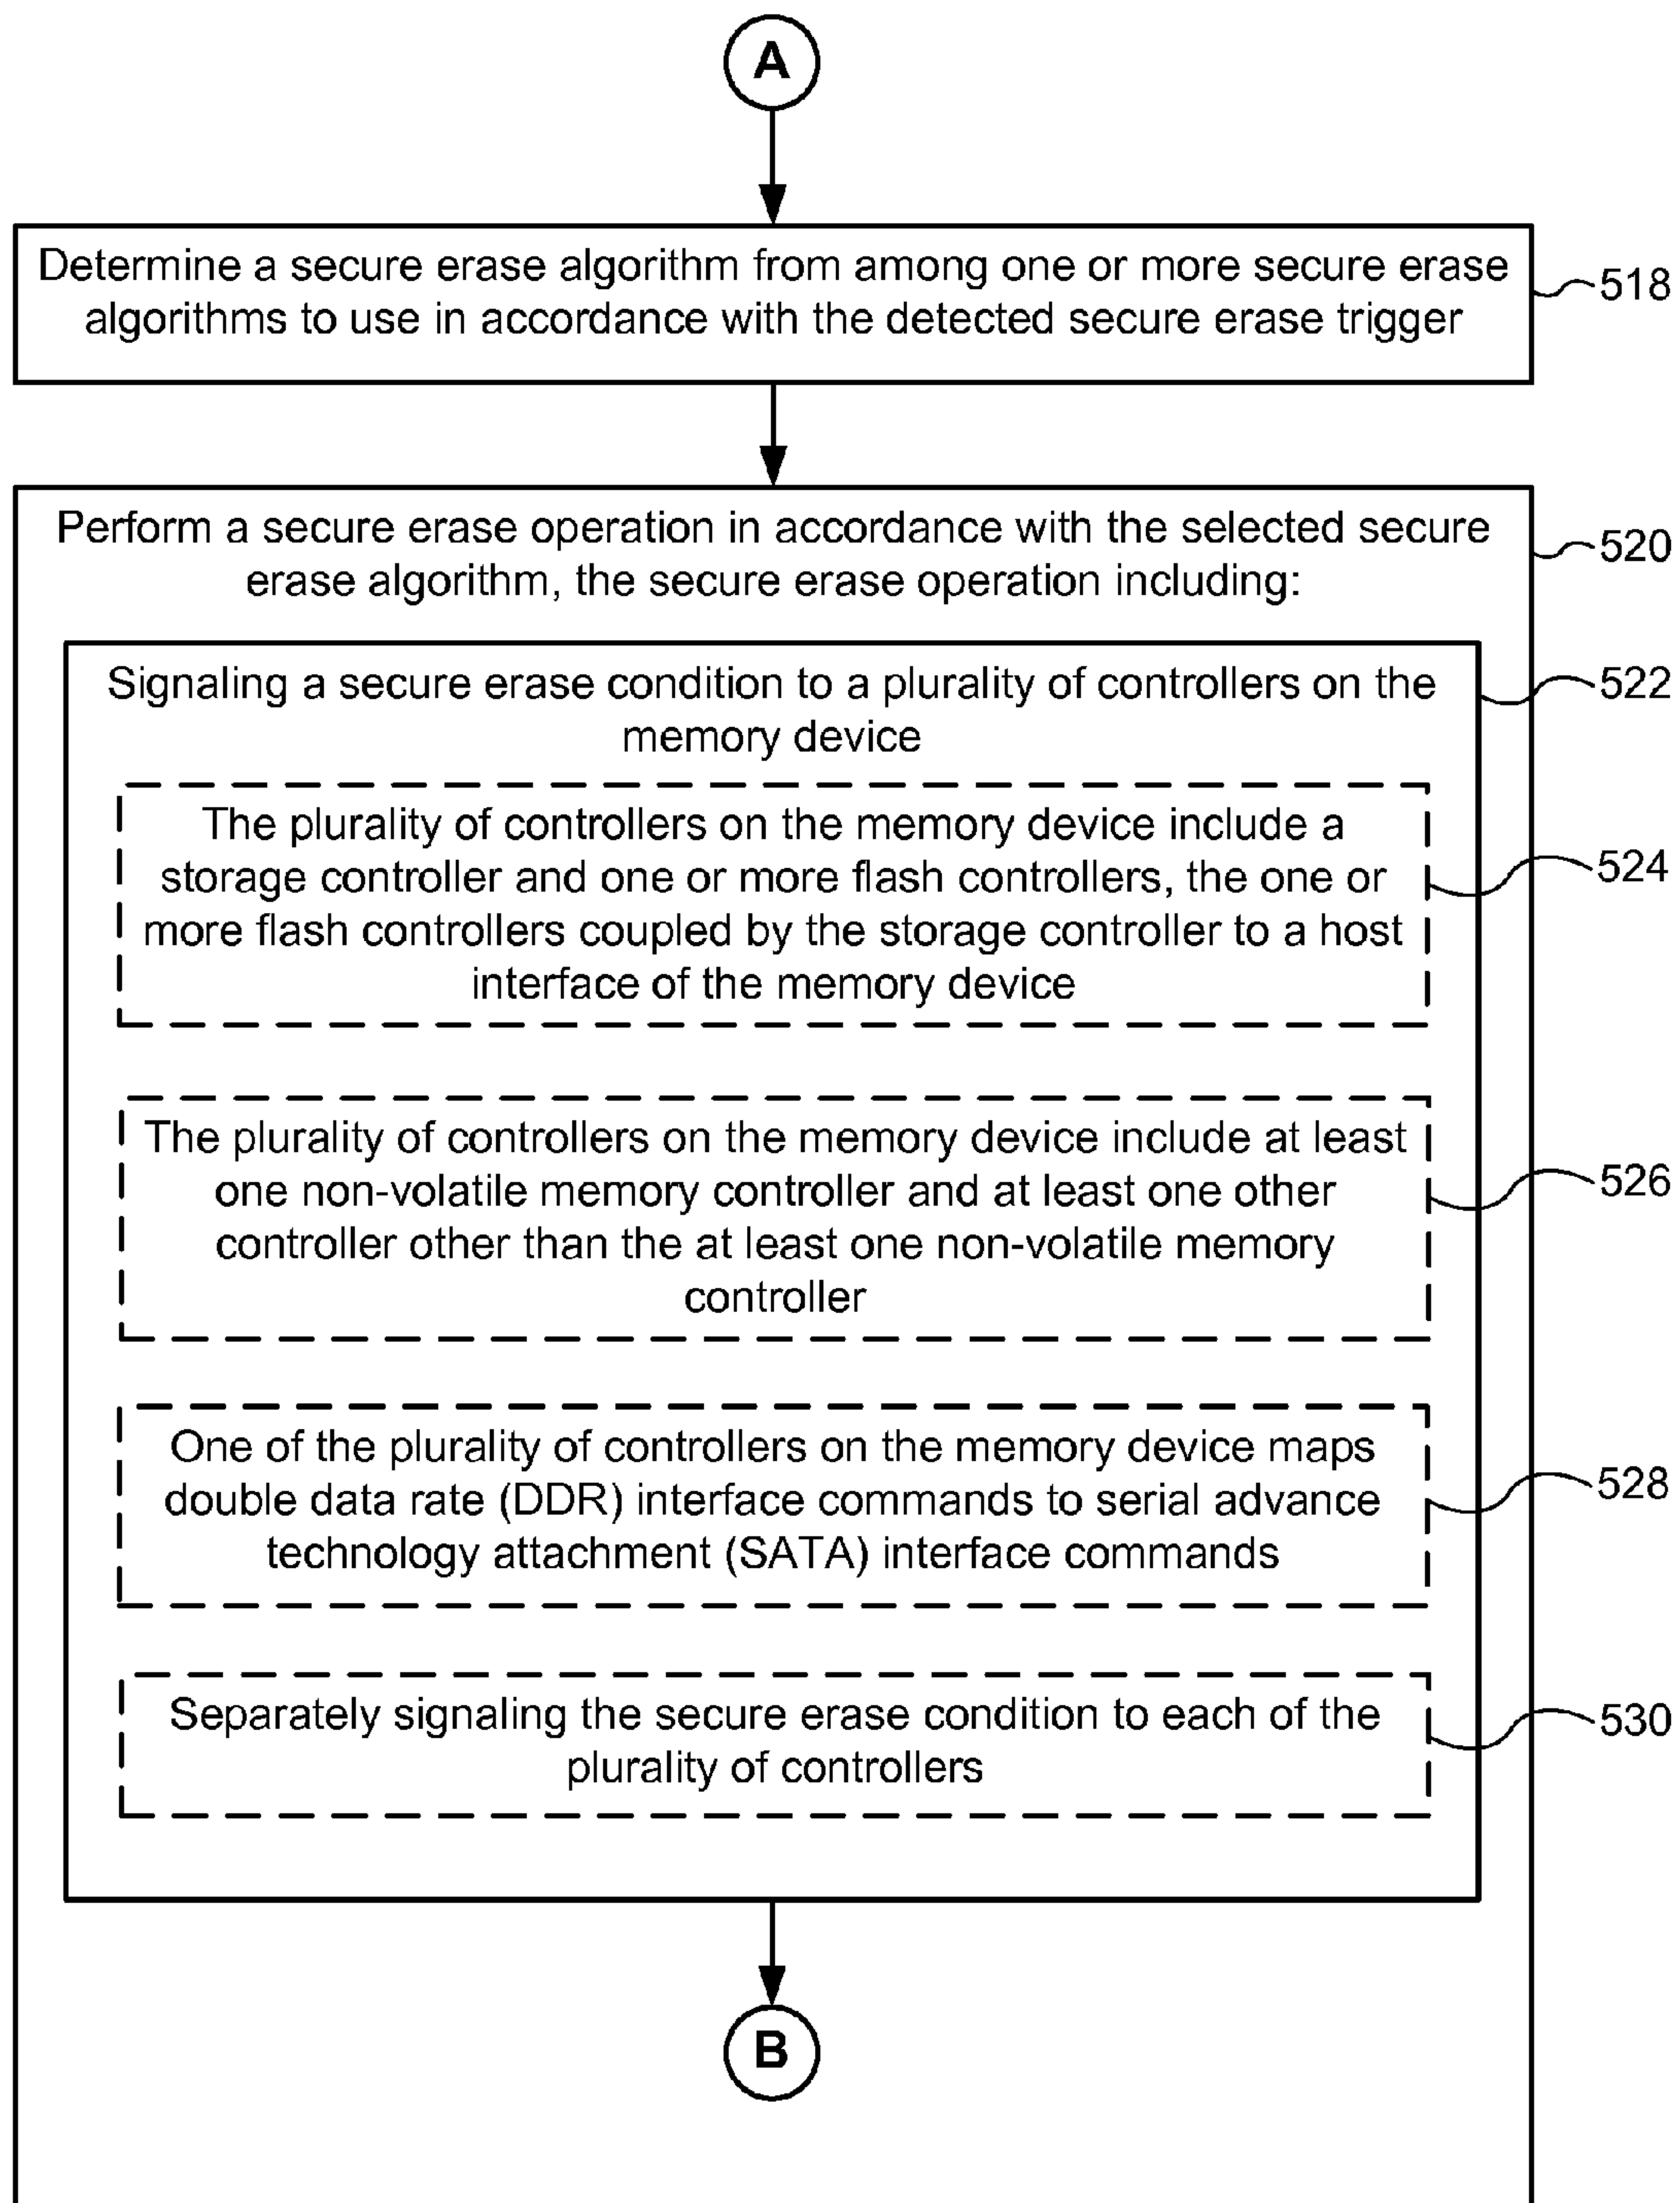 A
Determine a secure erase algorithm from among one or more secure erase
algorithms to use in accordance with the detected secure erase trigger
518
Perform a secure erase operation in accordance with the selected secure
erase algorithm, the secure erase operation including:
520
Signaling a secure erase condition to a plurality of controllers on the
memory device
522
The plurality of controllers on the memory device include a
storage controller and one or more flash controllers, the one or
more flash controllers coupled by the storage controller to a host
interface of the memory device
524
The plurality of controllers on the memory device include at least
one non-volatile memory controller and at least one other
controller other than the at least one non-volatile memory
controller
526
One of the plurality of controllers on the memory device maps
double data rate (DDR) interface commands to serial advance
technology attachment (SATA) interface commands
528
Separately signaling the secure erase condition to each of the
plurality of controllers
530
B